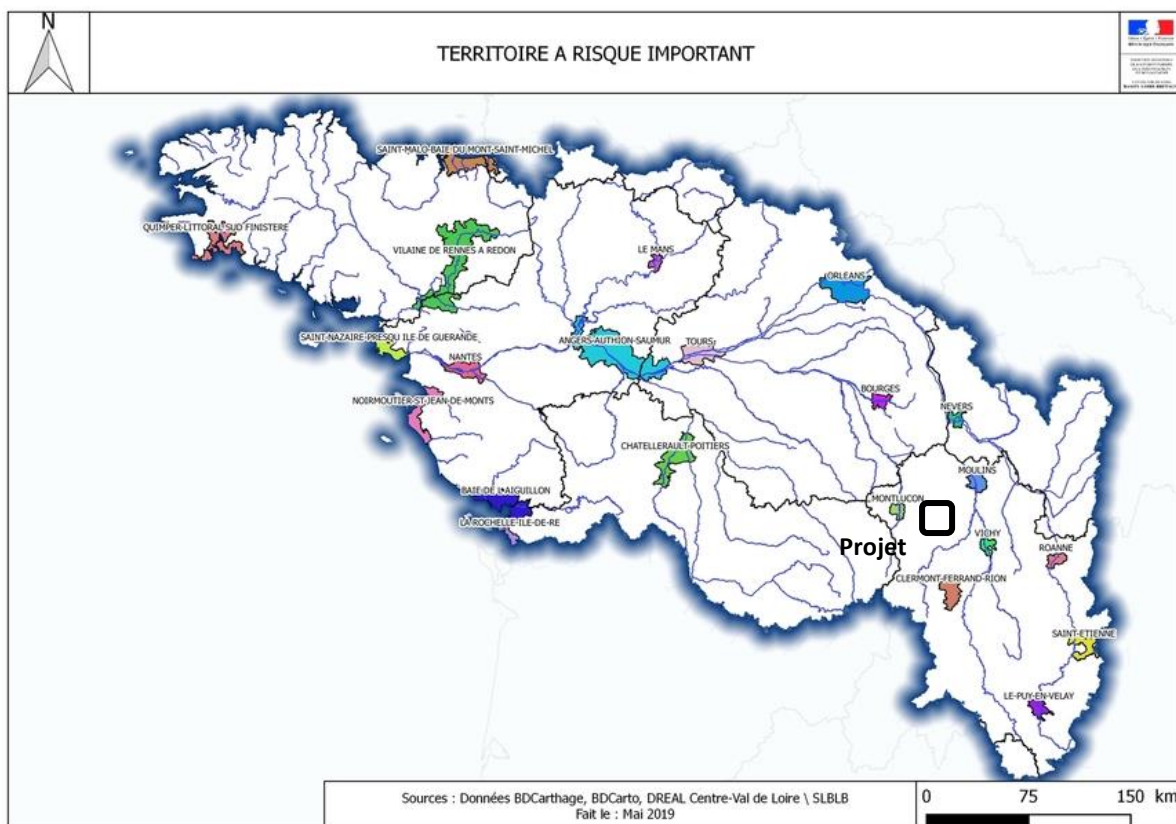 N
TERRITOIRE A RISQUE IMPORTANT
SAINT-MALO-BAIE DU MONT-SAINT-MICHEL
QUIMPER-LITTORAL SUD FINISTERE
VILAINE DE RENNES A REDON
LE MANS
ORLEANS
SAINT-NAZAIRE-PRESQU ILE DE GUERANDE
ANGERS-AUTHION-SAUMUR
TOURS
NANTES
BOURGES
NOIRMOUTIER-ST-JEAN-DE-MONTS
NEVERS
CHATELLERAULT-POITIERS
MOULINS
BAIE DE L'AIGUILLON
MONTLUCON
LA ROCHELLE-ILE-DE-RE
VICHY
Projet
ROANNE
CLERMONT-FERRAND-RION
SAINT-ETIENNE
LE-PUY-EN-VELAY
Sources : Données BDCarthage, BDCarto, DREAL Centre-Val de Loire \ SLBLB
Fait le : Mai 2019
0 75 150 km